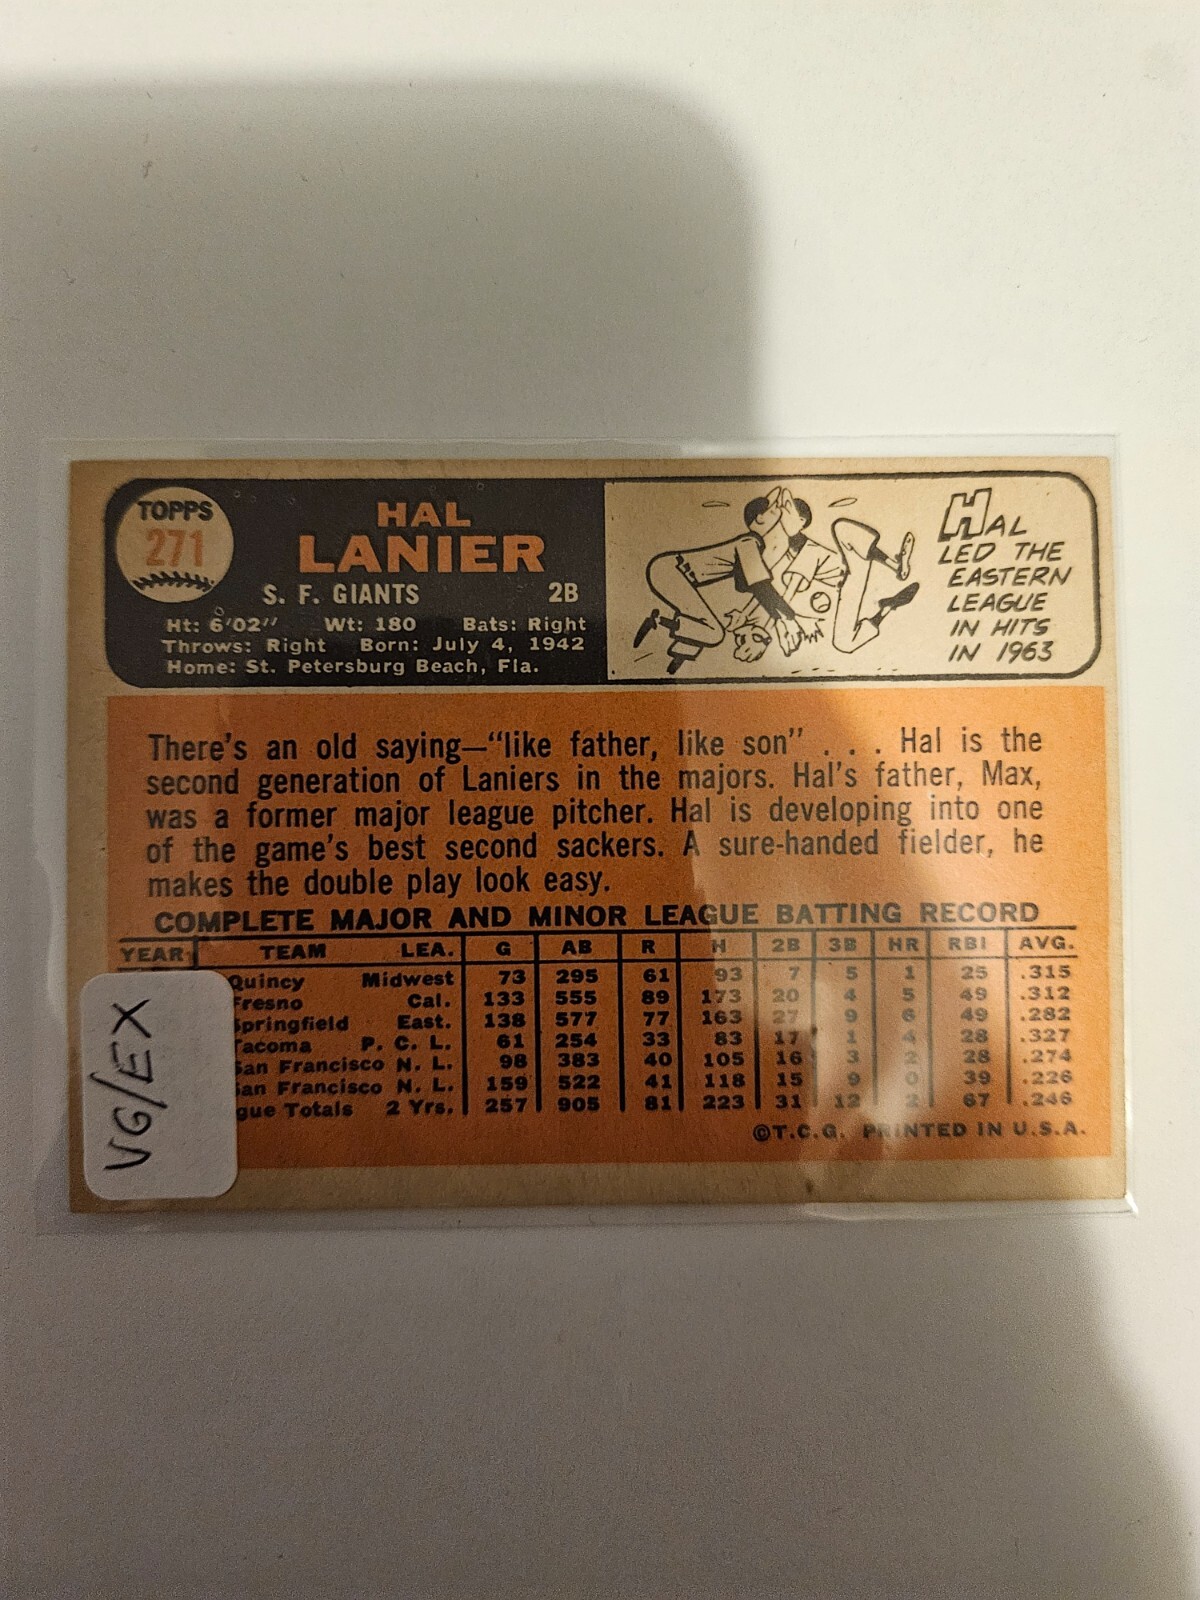 TOPPS
271
HAL
LANIER
S. F. GIANTS 2B
Ht: 6'02" Wt: 180 Bats: Right
Throws: Right Born: July 4, 1942
Home: St. Petersburg Beach, Fla.
HAL
LED THE
EASTERN
LEAGUE
IN HITS
IN 1963
There's an old saying—"like father, like son" . . . Hal is the
second generation of Laniers in the majors. Hal's father, Max,
was a former major league pitcher. Hal is developing into one
of the game's best second sackers. A sure-handed fielder, he
makes the double play look easy.
COMPLETE MAJOR AND MINOR LEAGUE BATTING RECORD
YEAR TEAM LEA. G AB R H 2B 3B HR RBI AVG.
Quincy Midwest 73 295 61 93 7 5 1 25 .315
Fresno Cal. 133 555 89 173 20 4 5 49 .312
Springfield East. 138 577 77 163 27 9 6 49 .282
Tacoma P. C. L. 61 254 33 83 17 1 4 28 .327
San Francisco N. L. 98 383 40 105 16 3 2 28 .274
San Francisco N. L. 159 522 41 118 15 9 0 39 .226
gue Totals 2 Yrs. 257 905 81 223 31 12 2 67 .246
©T.C.G. PRINTED IN U.S.A.
VG/EX